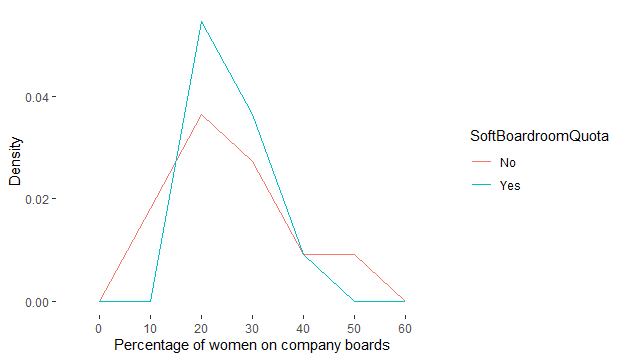 0.04
0.02
0.00
Density
0 10 20 30 40 50 60
Percentage of women on company boards
SoftBoardroomQuota
No
Yes